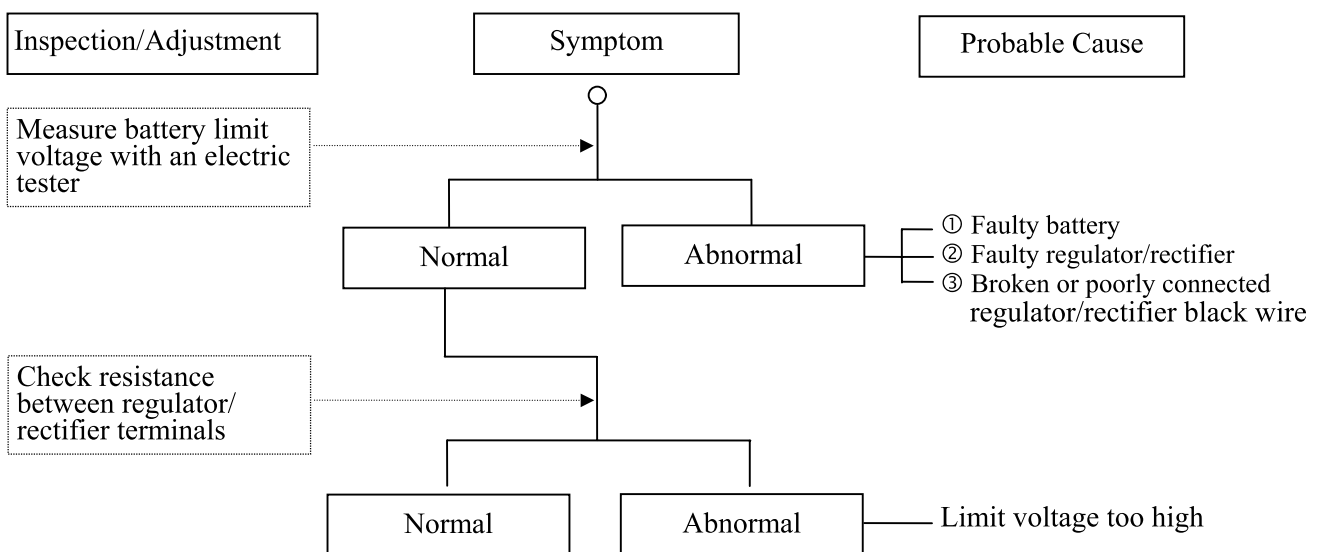 Inspection/Adjustment
Symptom
Probable Cause
Measure battery limit
voltage with an electric
tester
Normal
Abnormal
① Faulty battery
② Faulty regulator/rectifier
③ Broken or poorly connected
regulator/rectifier black wire
Check resistance
between regulator/
rectifier terminals
Normal
Abnormal
Limit voltage too high